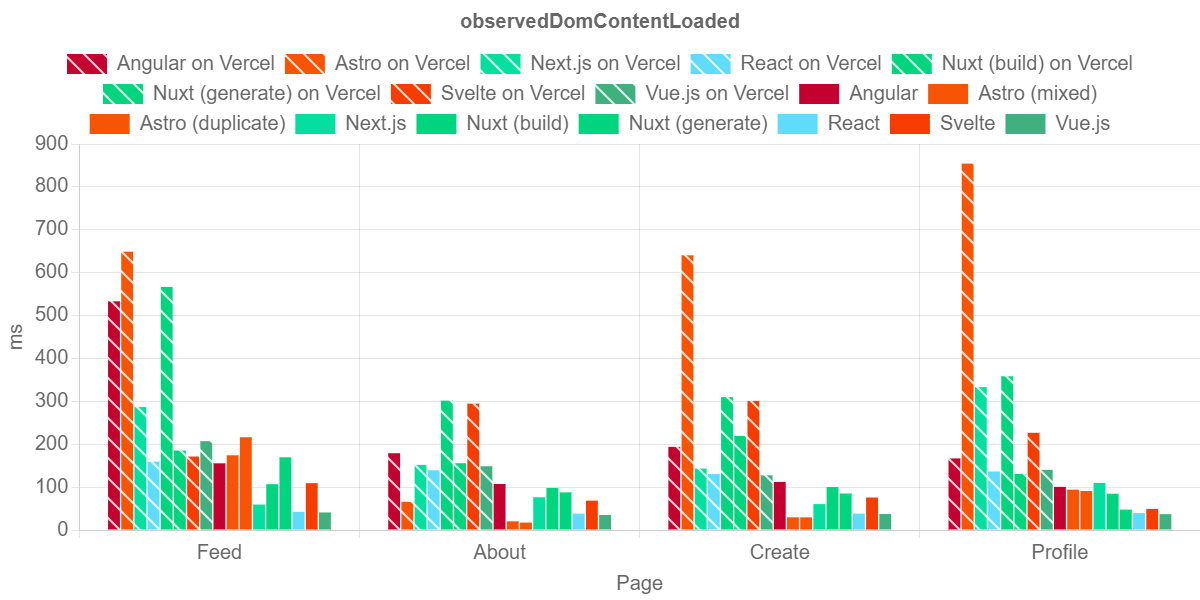 observedDomContentLoaded
Angular on Vercel Astro on Vercel Next.js on Vercel React on Vercel Nuxt (build) on Vercel
Nuxt (generate) on Vercel Svelte on Vercel Vue.js on Vercel Angular Astro (mixed)
Astro (duplicate) Next.js Nuxt (build) Nuxt (generate) React Svelte Vue.js
900
800
700
600
500
400
300
200
100
0
ms
Feed About Create Profile
Page